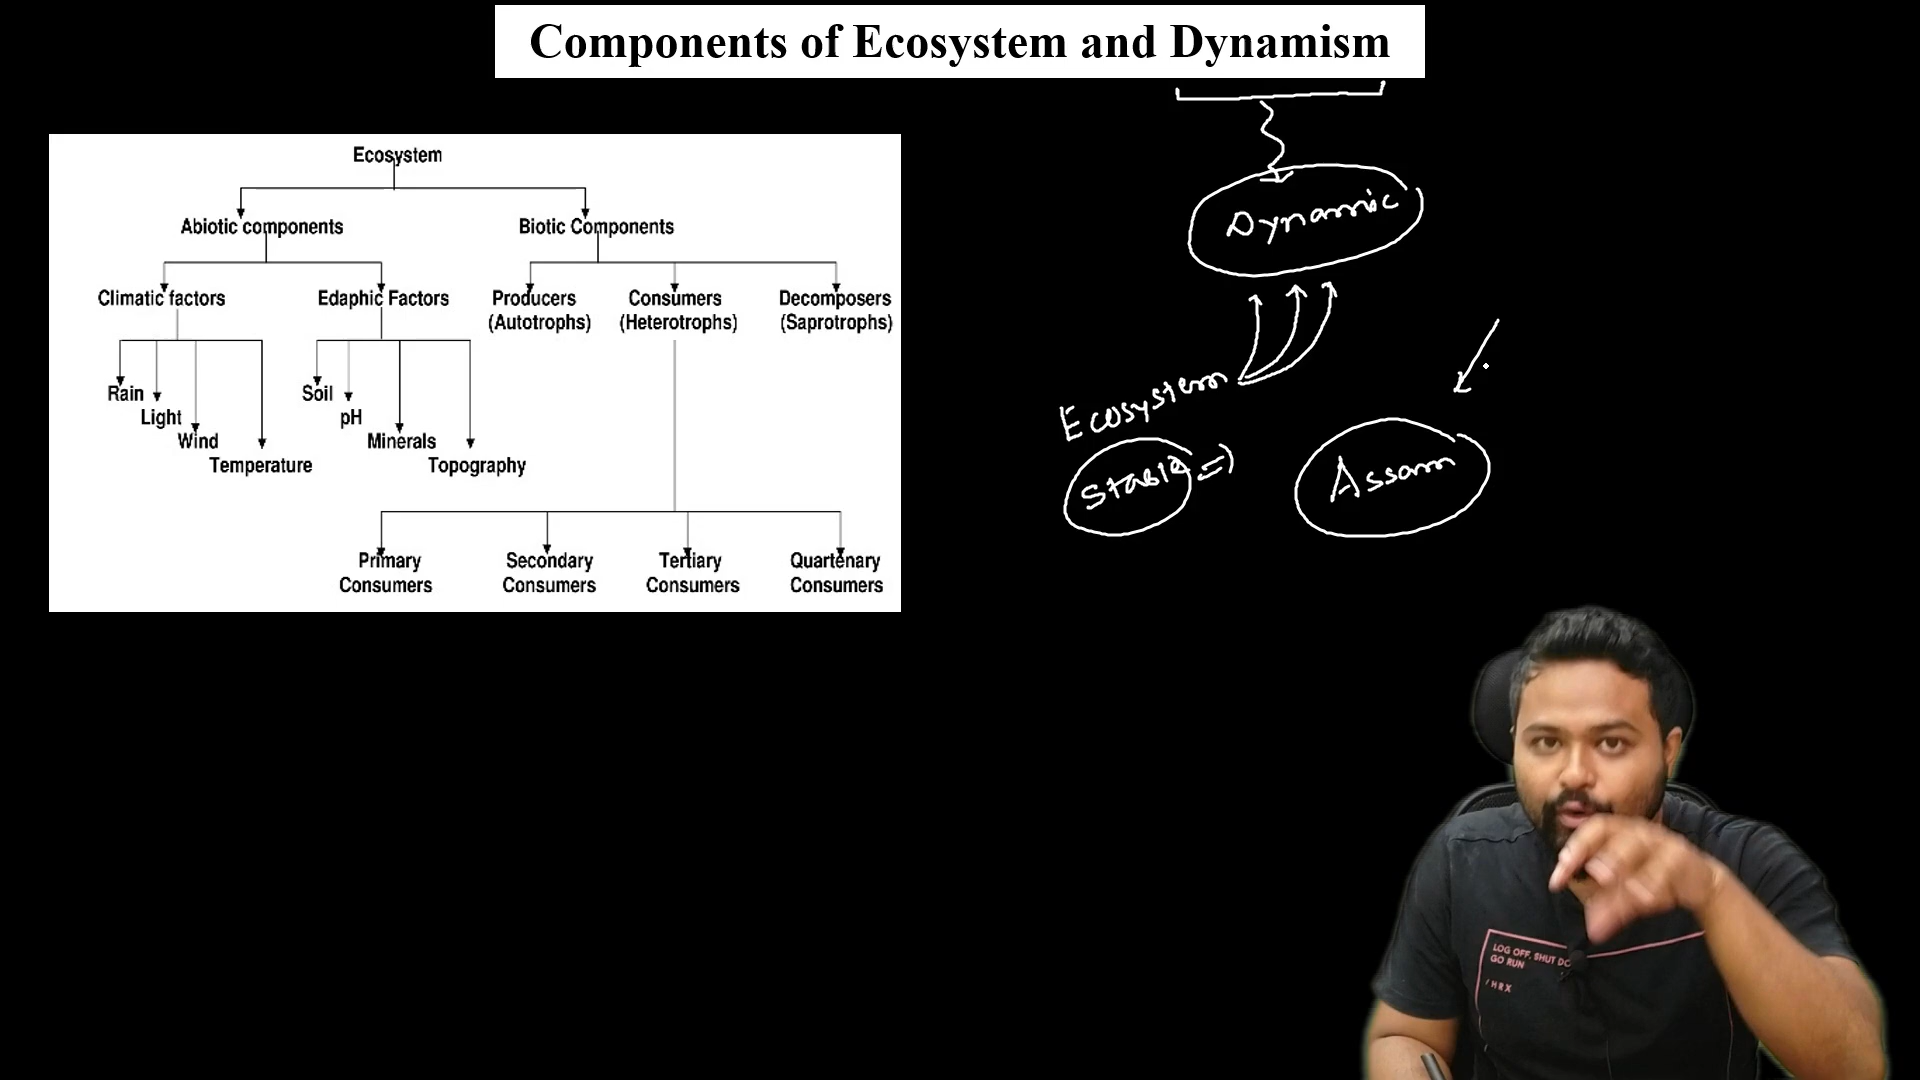 Components of Ecosystem and Dynamism
Ecosystem
Abiotic components
Biotic Components
Climatic factors
Edaphic Factors
Producers
(Autotrophs)
Consumers
(Heterotrophs)
Decomposers
(Saprotrophs)
Rain
Light
Wind
Temperature
Soil
pH
Minerals
Topography
Primary
Consumers
Secondary
Consumers
Tertiary
Consumers
Quartenary
Consumers
Dynamic
Ecosystem
Stable =>
Assam
LOG OFF, SHUT DO
GO RUN
/HRX